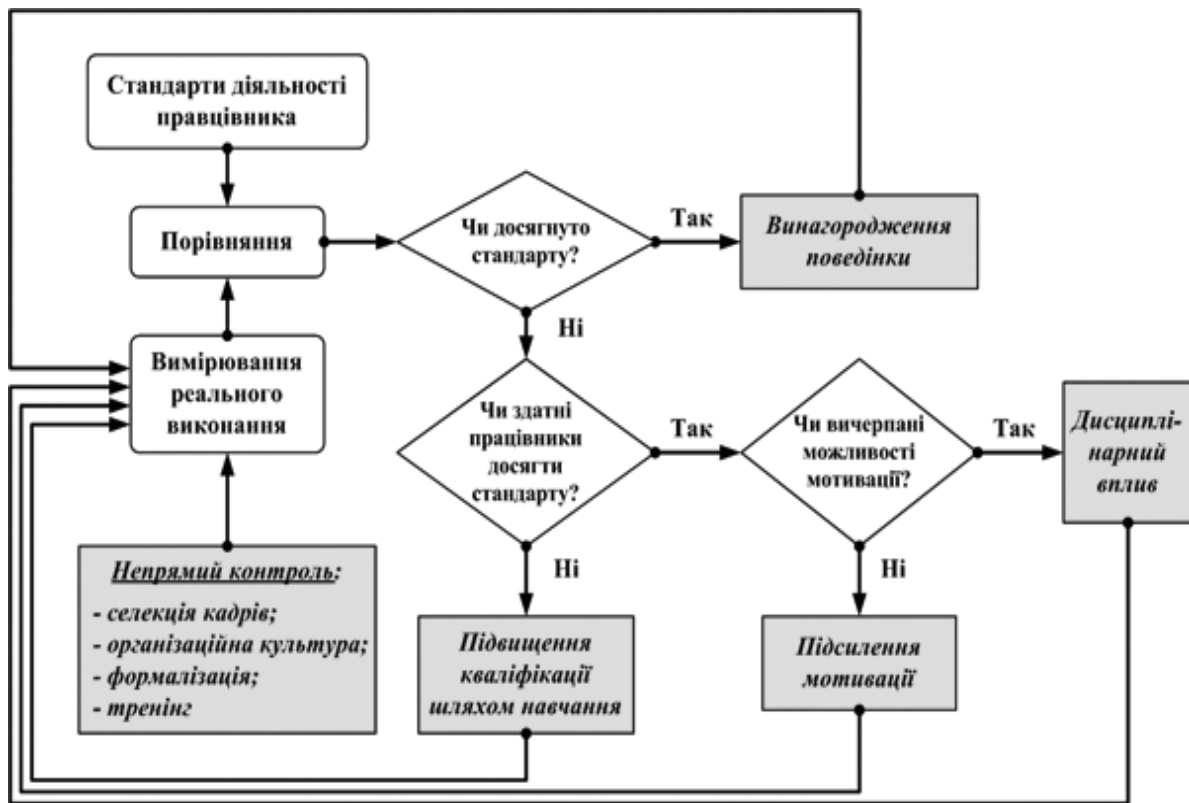 Стандарти діяльності
правцівника
Порівняння
Чи досягнуто
стандарту?
Так
Винагородження
поведінки
Ні
Вимірювання
реального
виконання
Чи здатні
працівники
досягти
стандарту?
Так
Чи вичерпані
можливості
мотивації?
Так
Дисциплі-
нарний
вплив
Непрямий контроль:
- селекція кадрів;
- організаційна культура;
- формалізація;
- тренінг
Ні
Підвищення
кваліфікації
шляхом навчання
Ні
Підсилення
мотивації